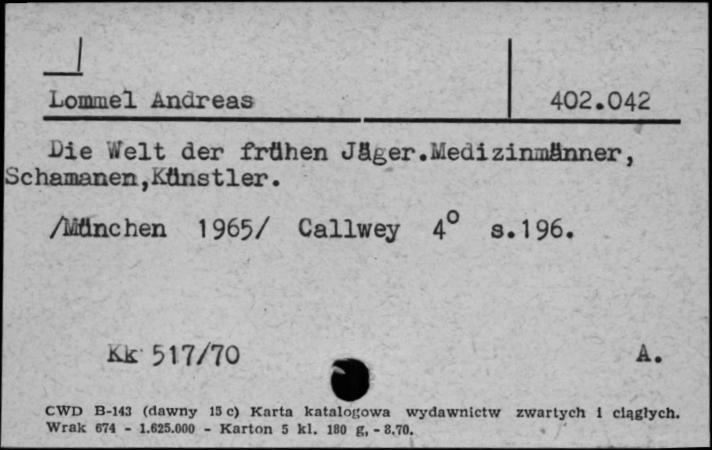 Lommel Andreas 402.042
Die Welt der frühen Jäger.Medizinmänner,
Schamanen,Künstler.
/München 1965/ Callwey 4° s.196.
Kk 517/70 A.
CWD B-143 (dawny 15 c) Karta katalogowa wydawnictw zwartych i ciągłych.
Wrak 674 - 1.625.000 - Karton 5 kl. 180 g, - 8,70.